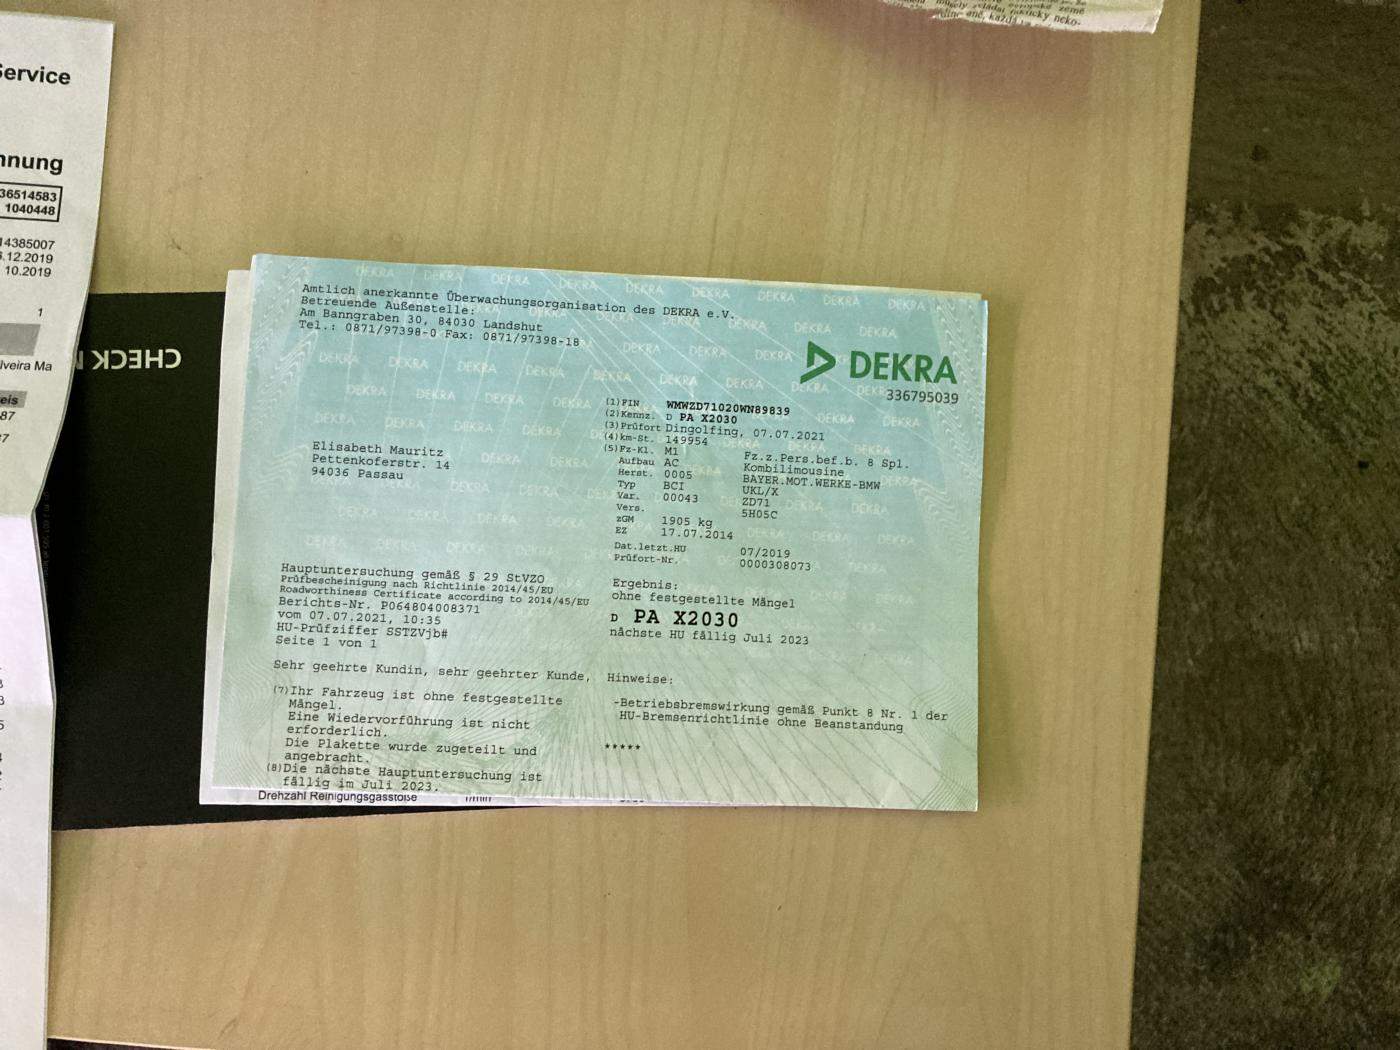 Service
36514583
1040448
14385007
.12.2019
10.2019
1
lveira Ma
eis
87
CHECK
Amtlich anerkannte Überwachungsorganisation des DEKRA e.V.
Betreuende Außenstelle:
Am Banngraben 30, 84030 Landshut
Tel.: 0871/97398-0 Fax: 0871/97398-18
DEKRA
336795039
Elisabeth Mauritz
Pettenkoferstr. 14
94036 Passau
(1)FIN WMWZD71020WN89839
(2)Kennz. D PA X2030
(3)Prüfort Dingolfing, 07.07.2021
(4)km-St. 149954
(5)Fz-Kl. M1 Fz.z.Pers.bef.b. 8 Spl.
Aufbau AC Kombilimousine
Herst. 0005 BAYER.MOT.WERKE-BMW
Typ BCI UKL/X
Var. 00043 ZD71
Vers. 5H05C
zGM 1905 kg
EZ 17.07.2014
Dat.letzt.HU 07/2019
Prüfort-Nr. 0000308073
Hauptuntersuchung gemäß § 29 StVZO
Prüfbescheinigung nach Richtlinie 2014/45/EU
Roadworthiness Certificate according to 2014/45/EU
Berichts-Nr. P064804008371
vom 07.07.2021, 10:35
HU-Prüfziffer SSTZVjb#
Seite 1 von 1
Ergebnis:
ohne festgestellte Mängel
D PA X2030
nächste HU fällig Juli 2023
Sehr geehrte Kundin, sehr geehrter Kunde,
(7)Ihr Fahrzeug ist ohne festgestellte
Mängel.
Eine Wiedervorführung ist nicht
erforderlich.
Die Plakette wurde zugeteilt und
angebracht.
(8)Die nächste Hauptuntersuchung ist
fällig im Juli 2023.
Hinweise:
-Betriebsbremswirkung gemäß Punkt 8 Nr. 1 der
HU-Bremsenrichtlinie ohne Beanstandung
*****
Drehzahl Reinigungsgasstöße